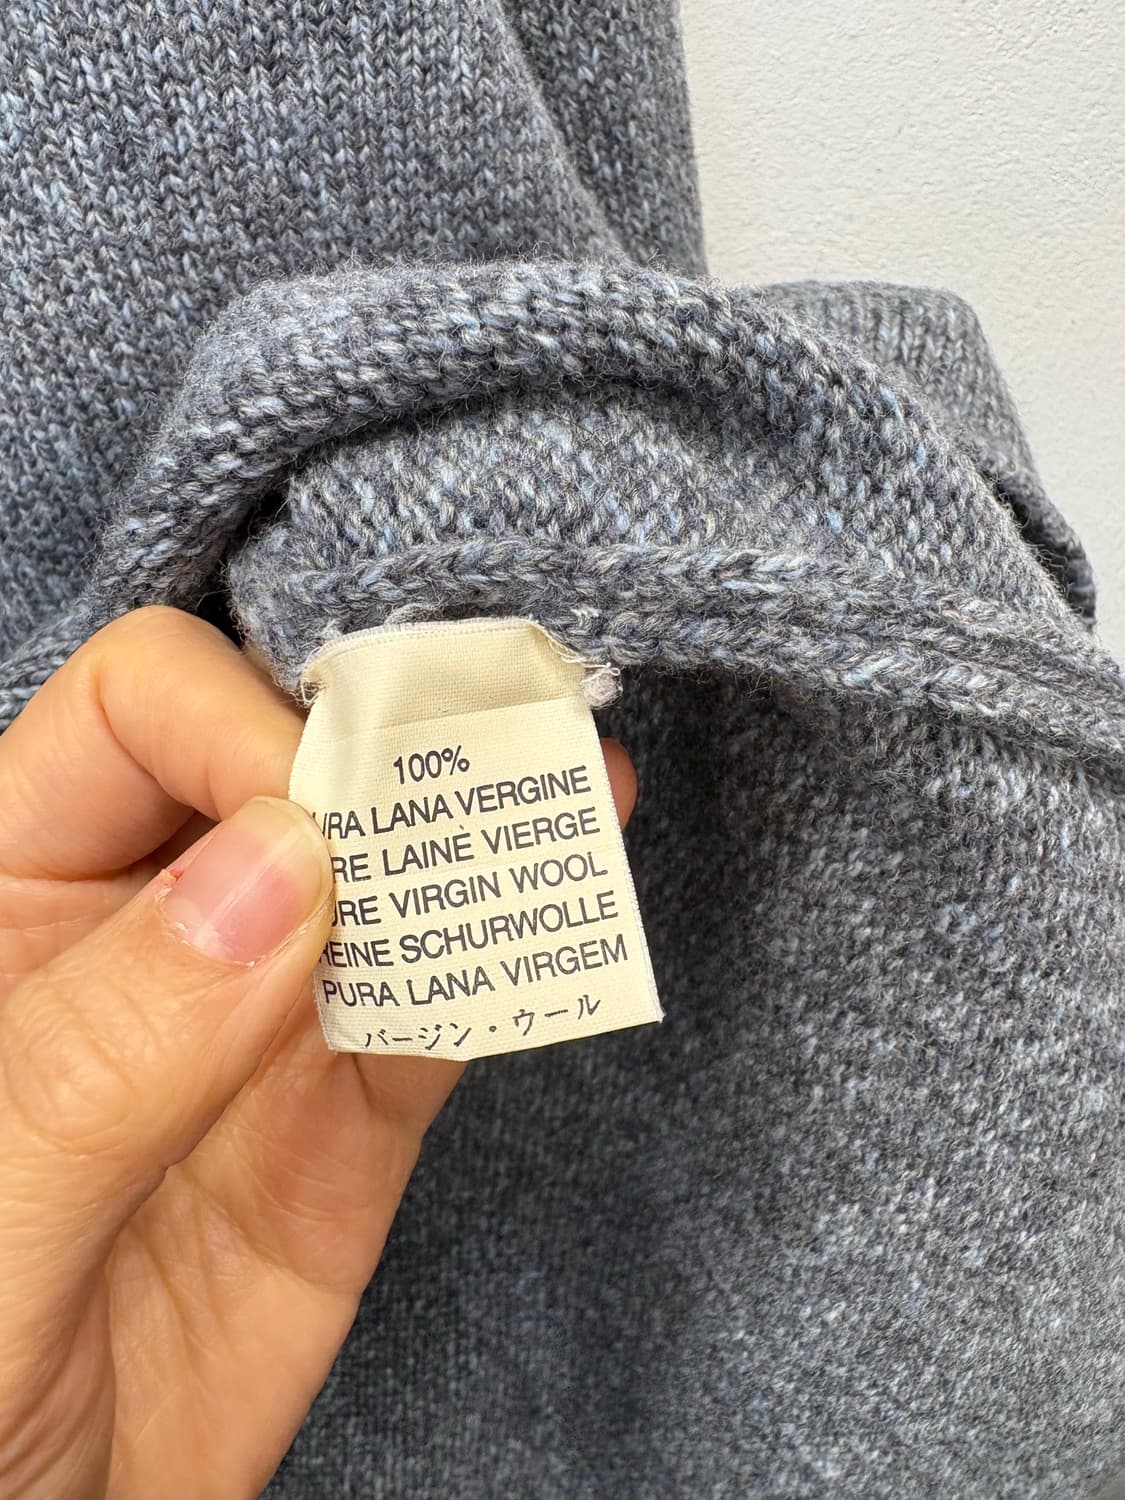 100%
URA LANA VERGINE
RE LAINE VIERGE
URE VIRGIN WOOL
REINE SCHURWOLLE
PURA LANA VIRGEM
バージン・ウール